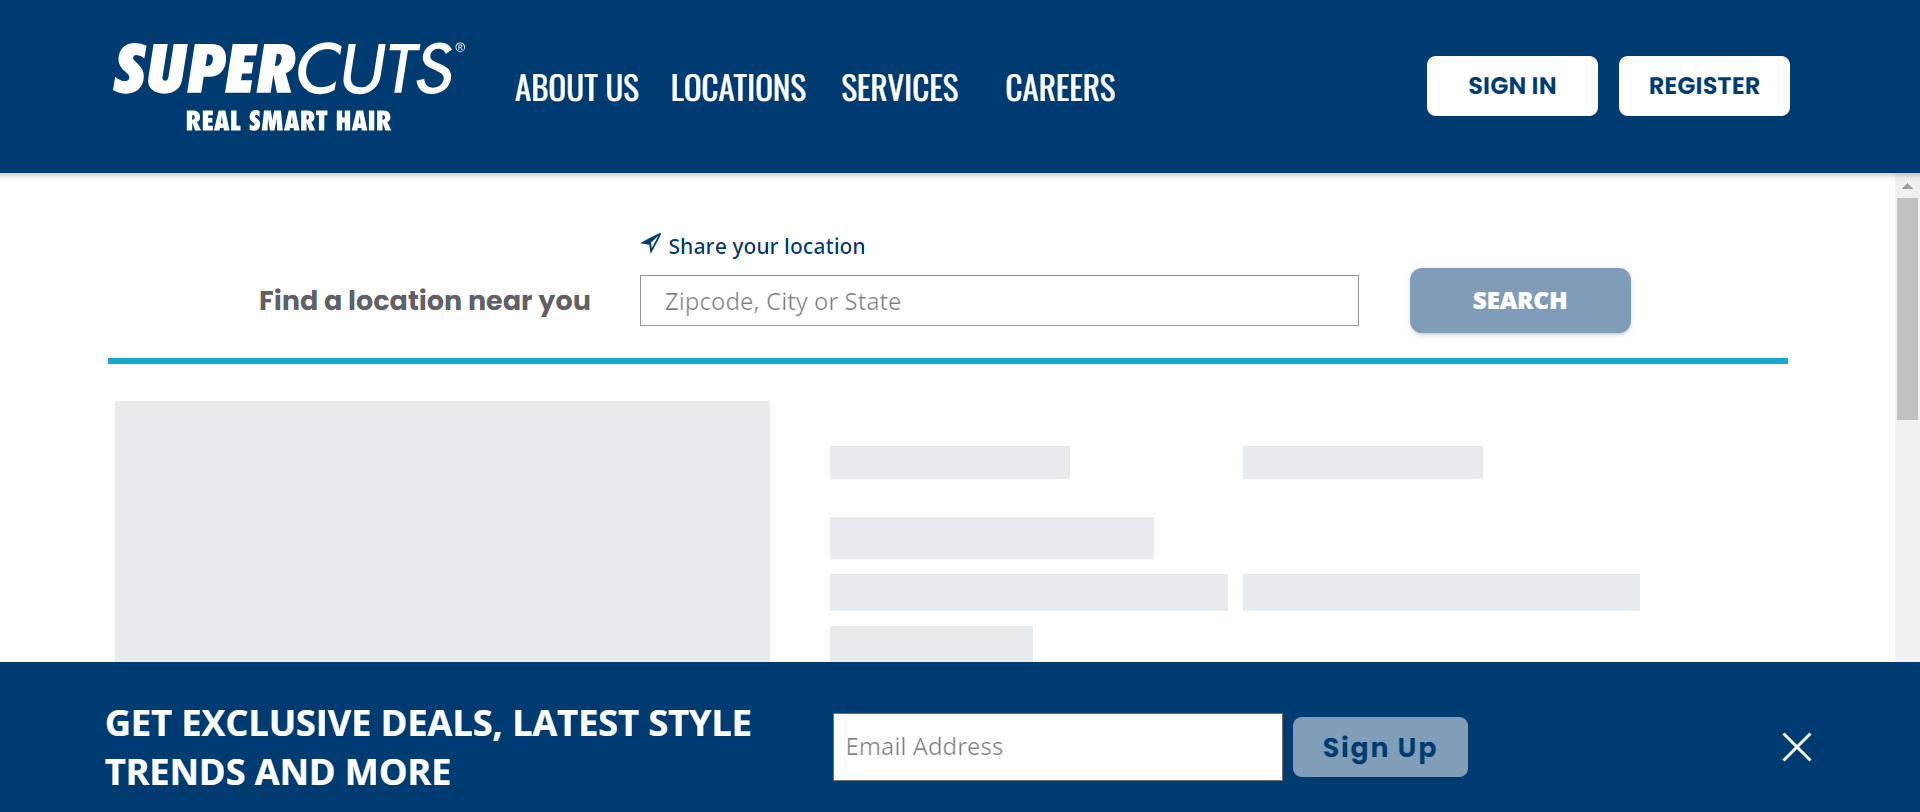 SUPERCUTS®
REAL SMART HAIR
ABOUT US LOCATIONS SERVICES CAREERS
SIGN IN REGISTER
Share your location
Find a location near you
Zipcode, City or State
SEARCH
GET EXCLUSIVE DEALS, LATEST STYLE
TRENDS AND MORE
Email Address
Sign Up